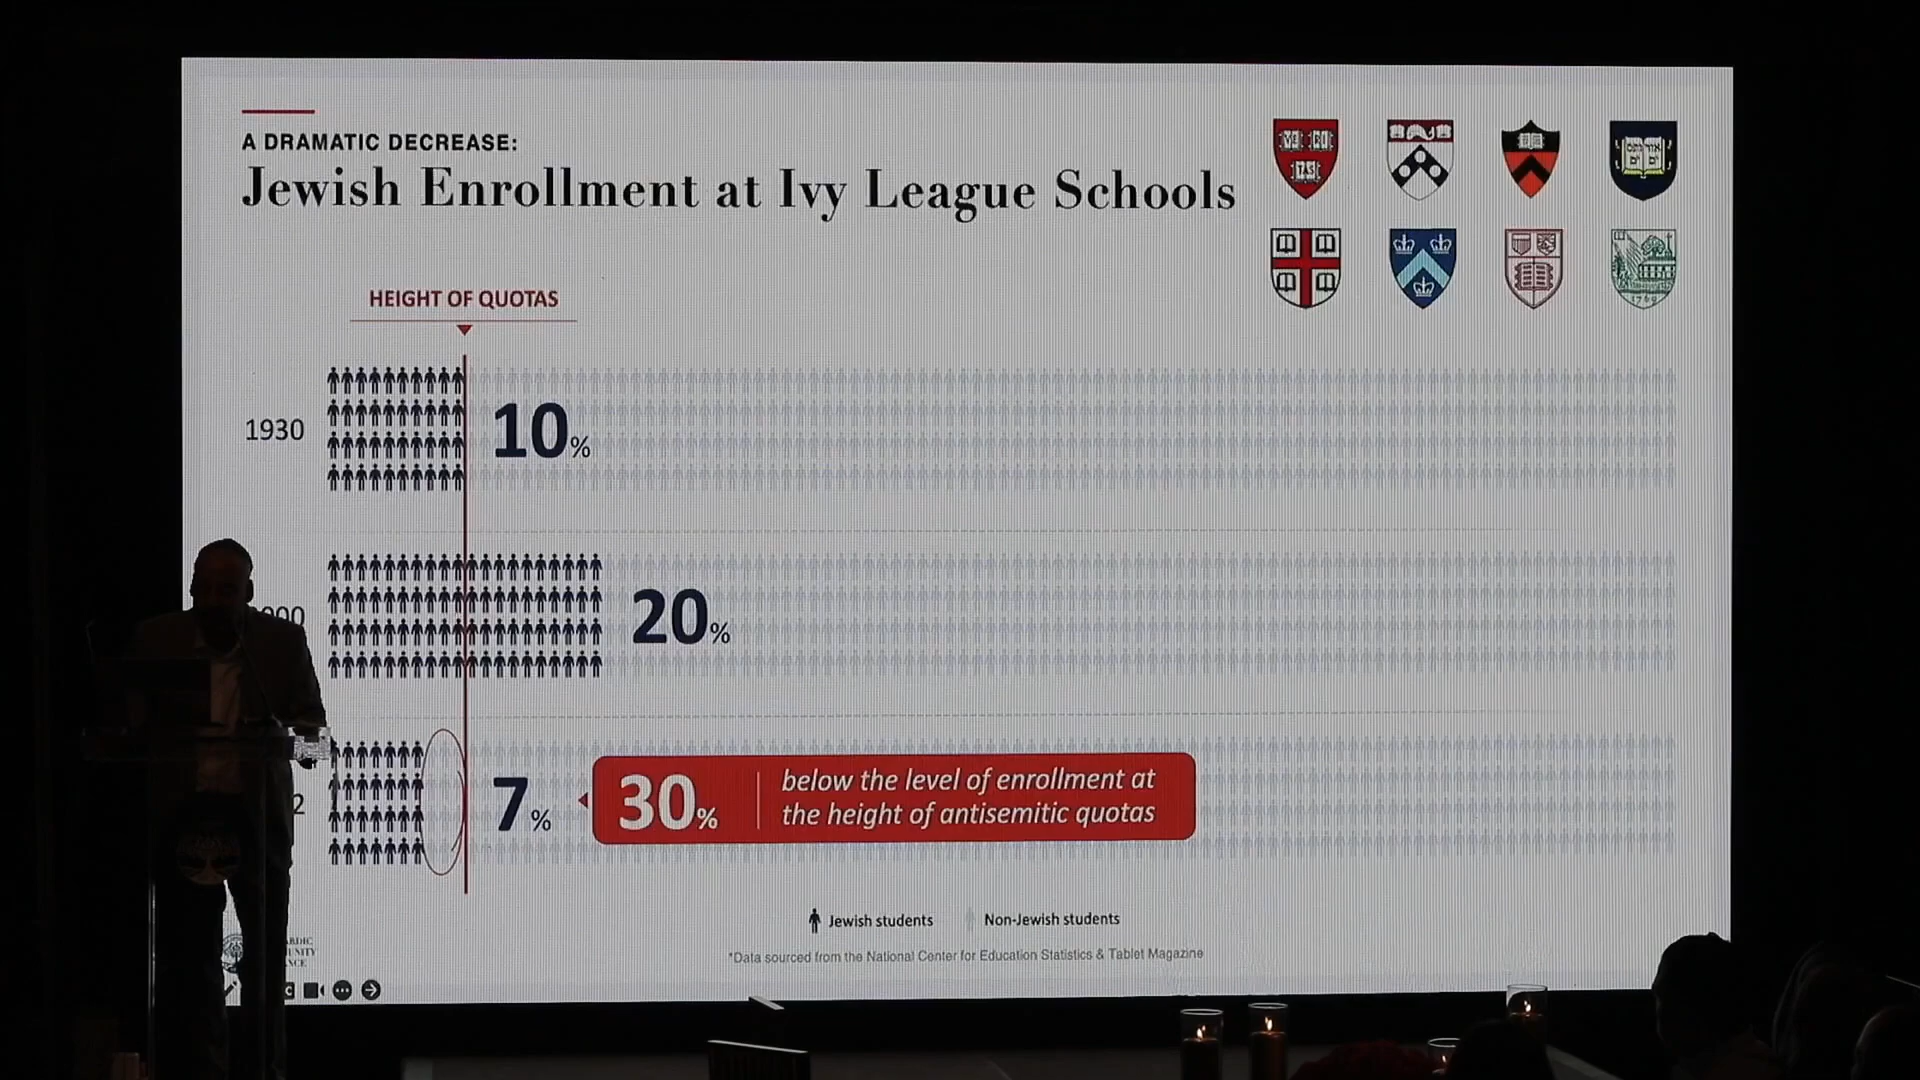 A DRAMATIC DECREASE:
Jewish Enrollment at Ivy League Schools
HEIGHT OF QUOTAS
1930
10%
20%
7%
30%
below the level of enrollment at
the height of antisemitic quotas
Jewish students
Non-Jewish students
*Data sourced from the National Center for Education Statistics & Tablet Magazine
1769